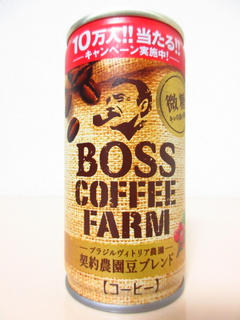 10万人!!当たる!!
キャンペーン実施中!
微糖
BOSS
COFFEE
FARM
ブラジルヴィトリア農園
契約農園豆ブレンド
【コーヒー】